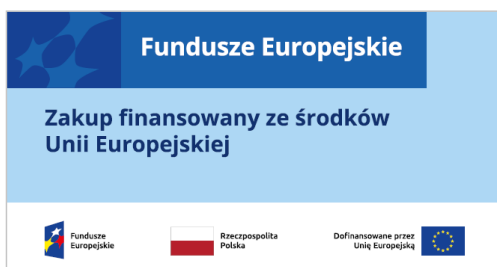 Fundusze Europejskie
Zakup finansowany ze środków
Unii Europejskiej
Fundusze
Europejskie
Rzeczpospolita
Polska
Dofinansowane przez
Unię Europejską